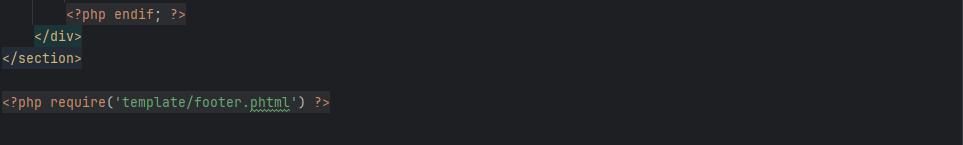 <?php endif; ?>
</div>
</section>
<?php require('template/footer.phtml') ?>